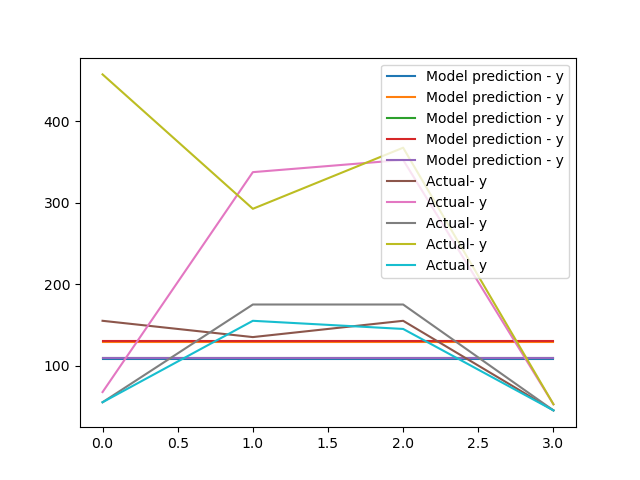 Model prediction - y
Model prediction - y
Model prediction - y
Model prediction - y
Model prediction - y
Actual- y
Actual- y
Actual- y
Actual- y
Actual- y
400
300
200
100
0.0 0.5 1.0 1.5 2.0 2.5 3.0